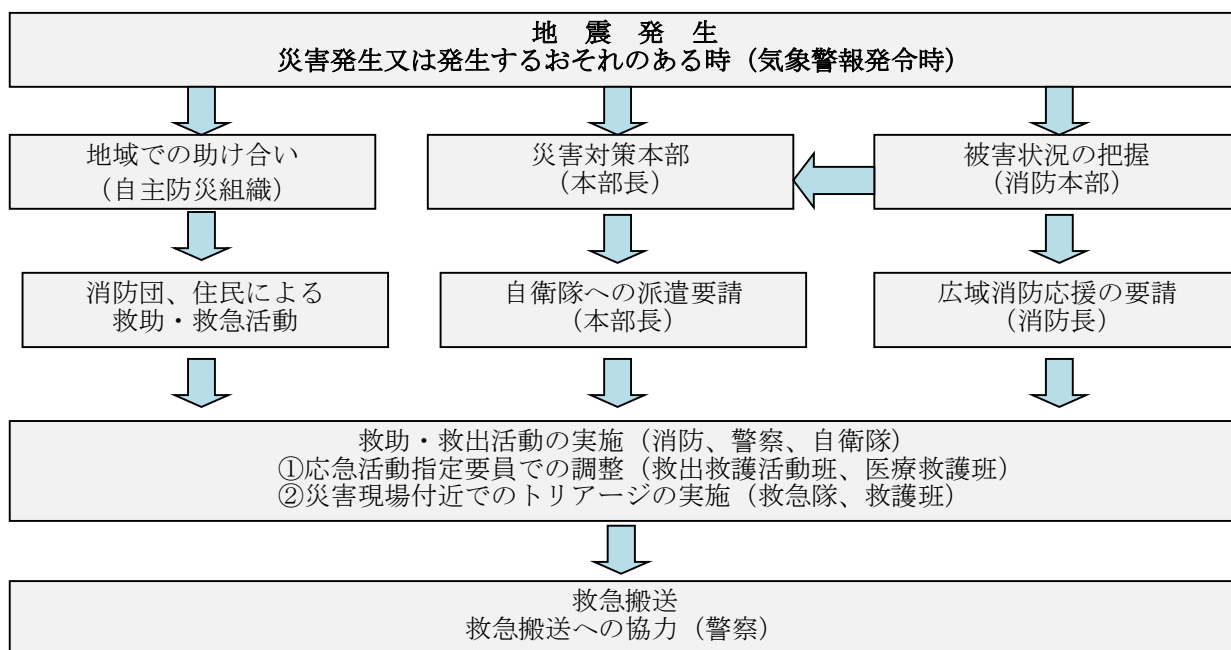 地　震　発　生
災害発生又は発生するおそれのある時（気象警報発令時）
地域での助け合い
（自主防災組織）
災害対策本部
（本部長）
被害状況の把握
（消防本部）
消防団、住民による
救助・救急活動
自衛隊への派遣要請
（本部長）
広域消防応援の要請
（消防長）
救助・救出活動の実施（消防、警察、自衛隊）
①応急活動指定要員での調整（救出救護活動班、医療救護班）
②災害現場付近でのトリアージの実施（救急隊、救護班）
救急搬送
救急搬送への協力（警察）